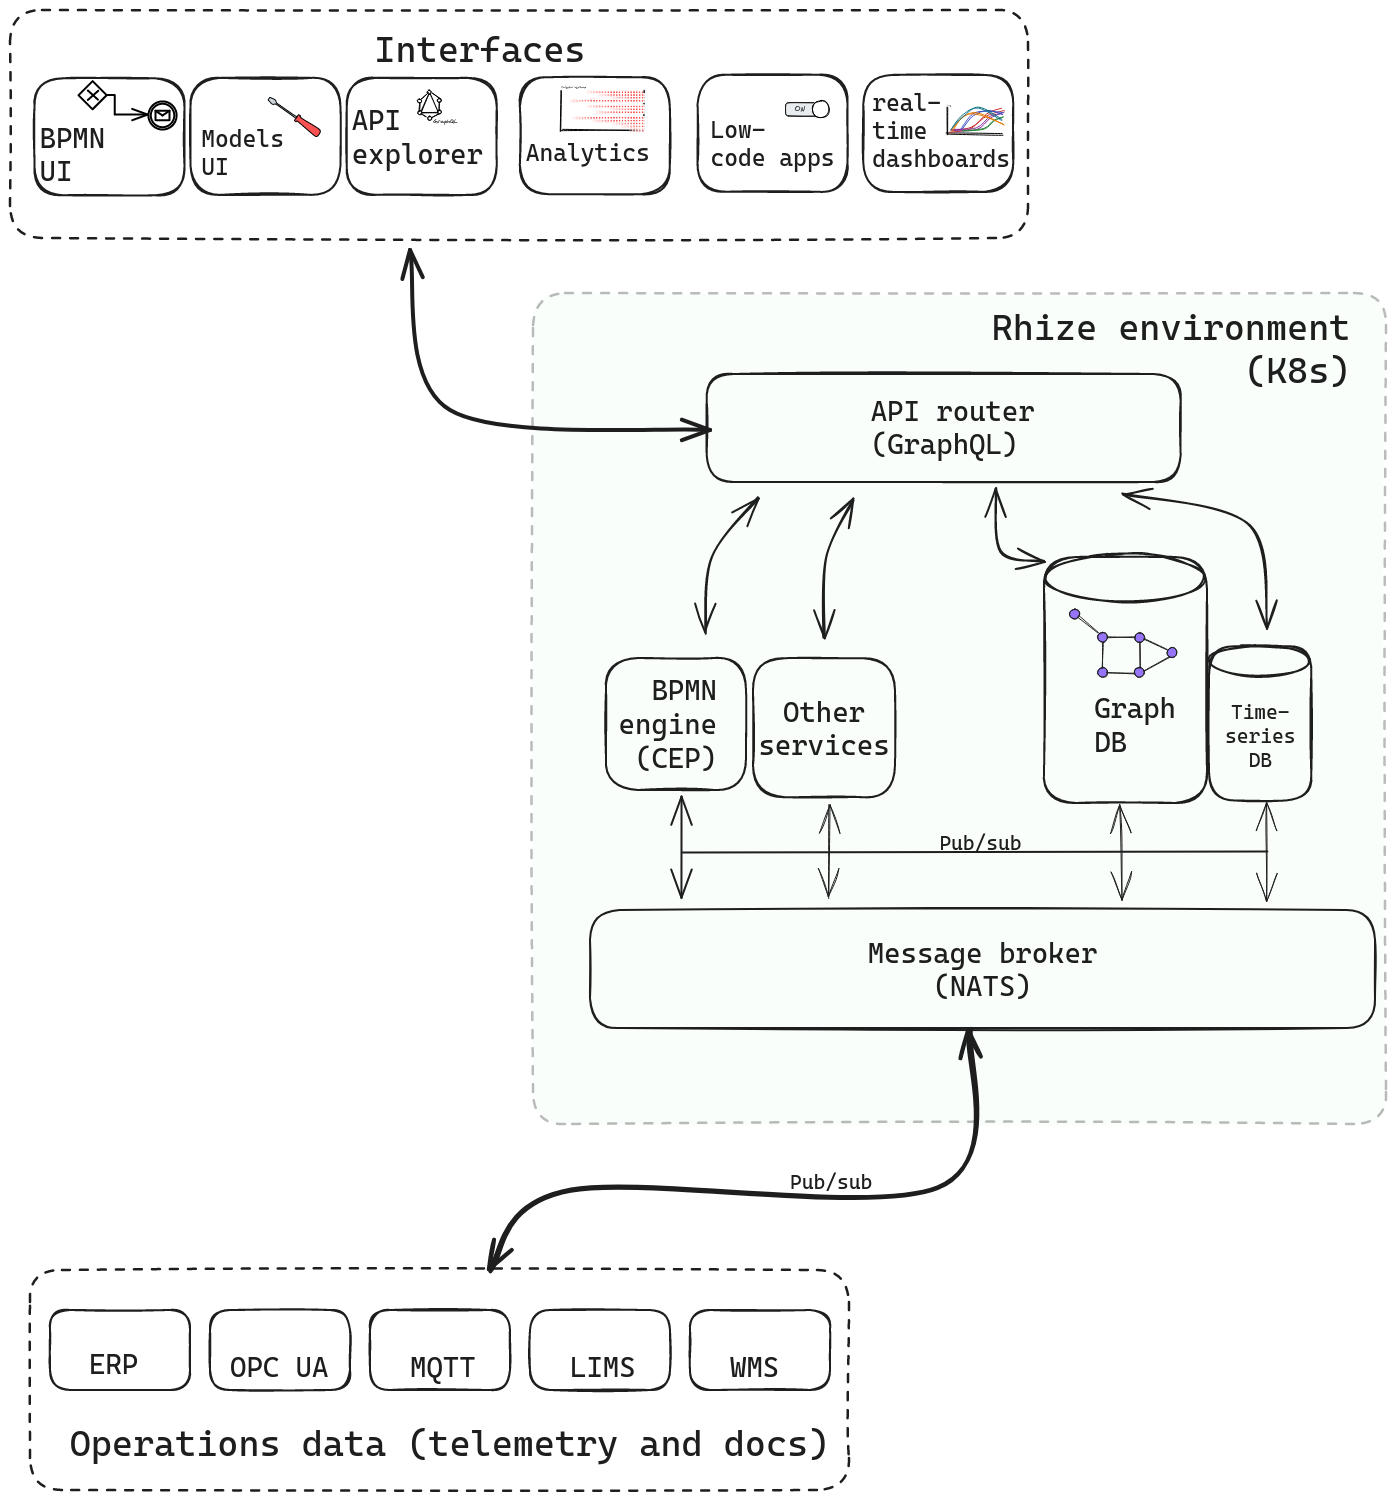 Interfaces
BPMN
UI
Models
UI
API
explorer
GraphQL
Analytics
ON
Low-
code apps
real-
time
dashboards
Rhize environment
(K8s)
API router
(GraphQL)
BPMN
engine
(CEP)
Other
services
Graph
DB
Time-
series
DB
Pub/sub
Message broker
(NATS)
Pub/sub
ERP
OPC UA
MQTT
LIMS
WMS
Operations data (telemetry and docs)